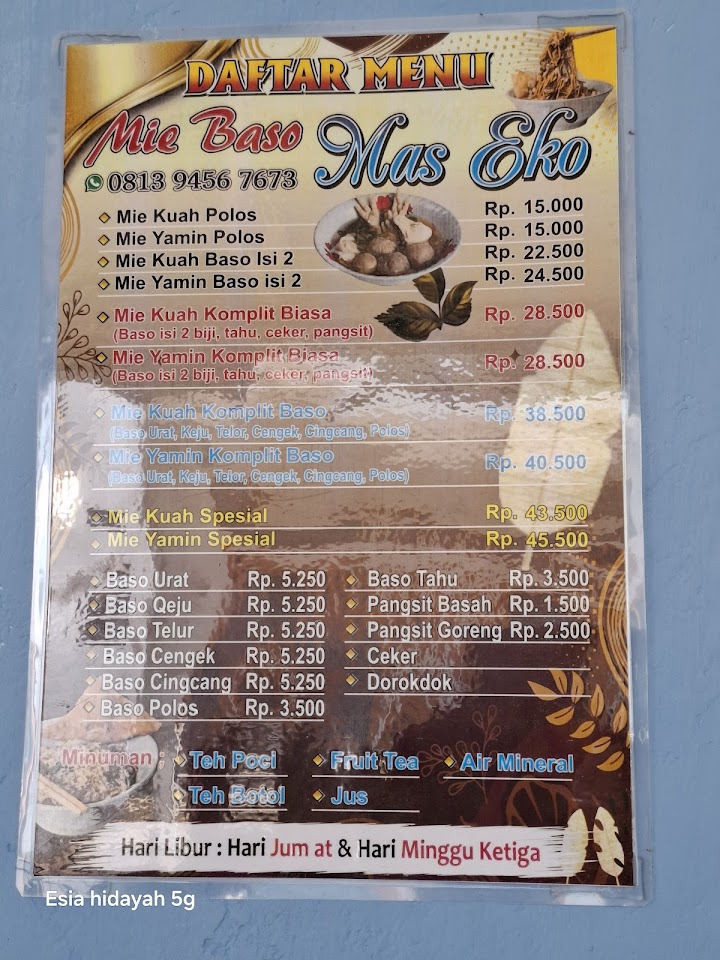 DAFTAR MENU
Mie Baso Mas Eko
0813 9456 7673
Mie Kuah Polos Rp. 15.000
Mie Yamin Polos Rp. 15.000
Mie Kuah Baso Isi 2 Rp. 22.500
Mie Yamin Baso isi 2 Rp. 24.500
Mie Kuah Komplit Biasa Rp. 28.500
(Baso isi 2 biji, tahu, ceker, pangsit)
Mie Yamin Komplit Biasa Rp. 28.500
(Baso isi 2 biji, tahu, ceker, pangsit)
Mie Kuah Komplit Baso Rp. 38.500
(Baso Urat, Keju, Telor, Cengek, Cingcang, Polos)
Mie Yamin Komplit Baso Rp. 40.500
(Baso Urat, Keju, Telor, Cengek, Cingcang, Polos)
Mie Kuah Spesial Rp. 43.500
Mie Yamin Spesial Rp. 45.500
Baso Urat Rp. 5.250
Baso Qeju Rp. 5.250
Baso Telur Rp. 5.250
Baso Cengek Rp. 5.250
Baso Cingcang Rp. 5.250
Baso Polos Rp. 3.500
Baso Tahu Rp. 3.500
Pangsit Basah Rp. 1.500
Pangsit Goreng Rp. 2.500
Ceker
Dorokdok
Minuman : Teh Poci Fruit Tea Air Mineral
Teh Botol Jus
Hari Libur : Hari Jum at & Hari Minggu Ketiga
Esia hidayah 5g